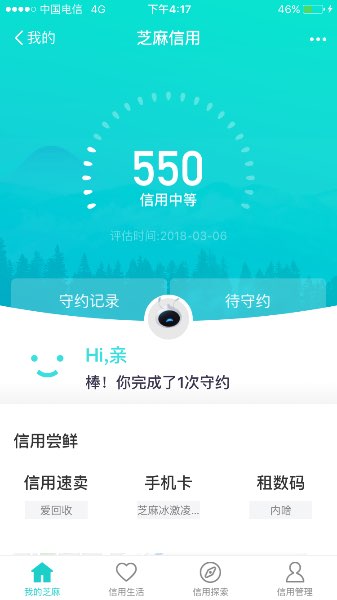 中国电信 4G 下午4:17 46%
我的 芝麻信用
550
信用中等
评估时间:2018-03-06
守约记录 待守约
Hi,亲
棒！你完成了1次守约
信用尝鲜
信用速卖 手机卡 租数码
爱回收 芝麻冰激凌... 内啥
我的芝麻 信用生活 信用探索 信用管理